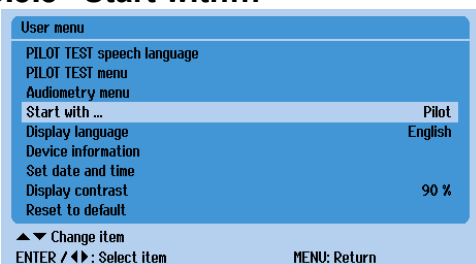 User menu
PILOT TEST speech language
PILOT TEST menu
Audiometry menu
Start with ... Pilot
Display language English
Device information
Set date and time
Display contrast 90 %
Reset to default
▲▼ Change item
ENTER / ◀▶: Select item MENU: Return